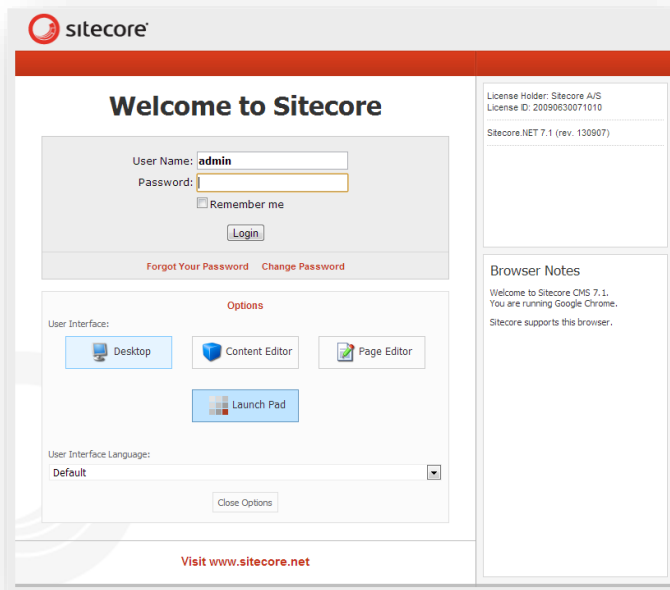 sitecore
Welcome to Sitecore
User Name: admin
Password:
Remember me
Login
Forgot Your Password Change Password
Options
User Interface:
Desktop Content Editor Page Editor
Launch Pad
User Interface Language:
Default
Close Options
Visit www.sitecore.net
License Holder: Sitecore A/S
License ID: 20090630071010
Sitecore.NET 7.1 (rev. 130907)
Browser Notes
Welcome to Sitecore CMS 7.1.
You are running Google Chrome.
Sitecore supports this browser.